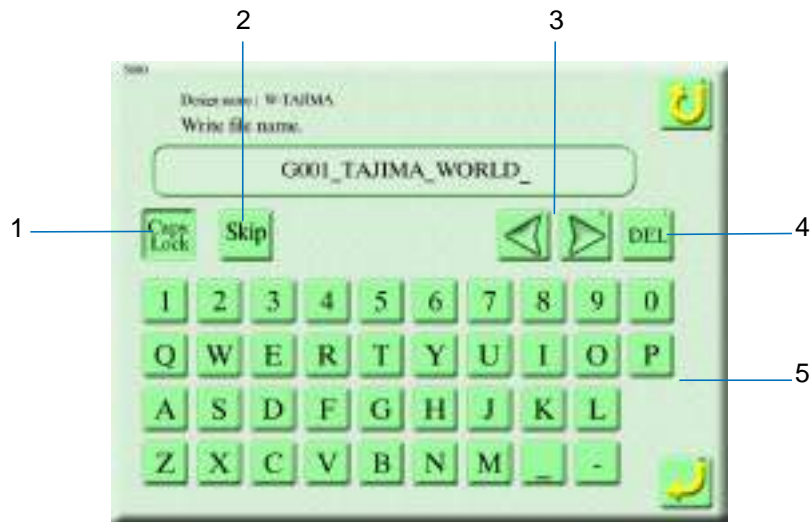 2 3
Design name : W-TAJIMA
Write file name.
G001_TAJIMA_WORLD_
1 Caps Lock Skip DEL 4
1 2 3 4 5 6 7 8 9 0
Q W E R T Y U I O P
5
A S D F G H J K L
Z X C V B N M _ -